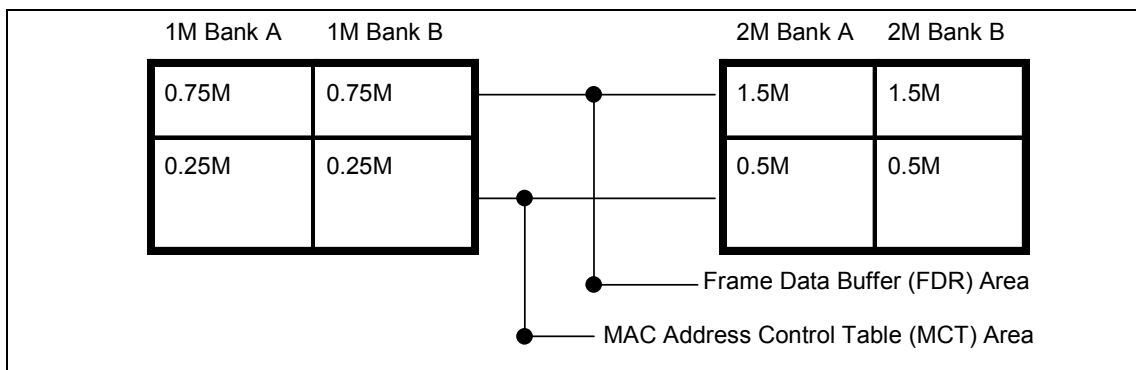 1M Bank A 1M Bank B 2M Bank A 2M Bank B
0.75M 0.75M 1.5M 1.5M
0.25M 0.25M 0.5M 0.5M
Frame Data Buffer (FDR) Area
MAC Address Control Table (MCT) Area